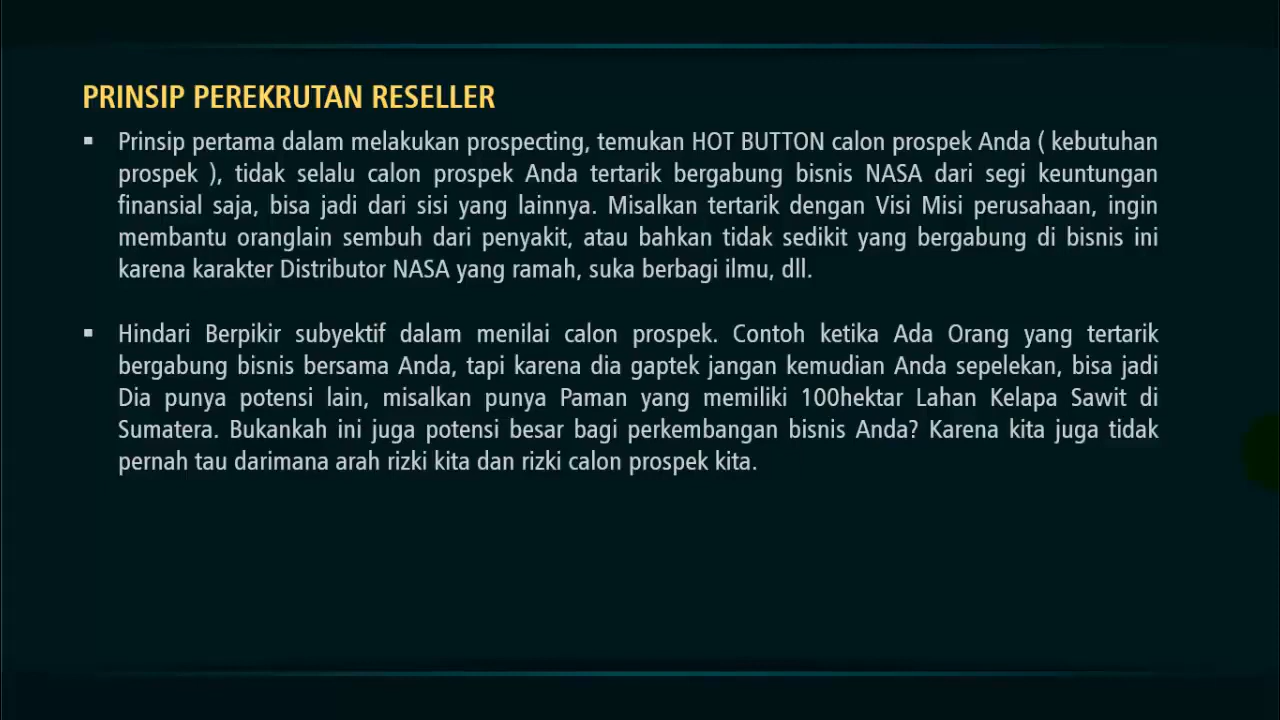 PRINSIP PEREKRUTAN RESELLER
▪ Prinsip pertama dalam melakukan prospecting, temukan HOT BUTTON calon prospek Anda ( kebutuhan
prospek ), tidak selalu calon prospek Anda tertarik bergabung bisnis NASA dari segi keuntungan
finansial saja, bisa jadi dari sisi yang lainnya. Misalkan tertarik dengan Visi Misi perusahaan, ingin
membantu oranglain sembuh dari penyakit, atau bahkan tidak sedikit yang bergabung di bisnis ini
karena karakter Distributor NASA yang ramah, suka berbagi ilmu, dll.
▪ Hindari Berpikir subyektif dalam menilai calon prospek. Contoh ketika Ada Orang yang tertarik
bergabung bisnis bersama Anda, tapi karena dia gaptek jangan kemudian Anda sepelekan, bisa jadi
Dia punya potensi lain, misalkan punya Paman yang memiliki 100hektar Lahan Kelapa Sawit di
Sumatera. Bukankah ini juga potensi besar bagi perkembangan bisnis Anda? Karena kita juga tidak
pernah tau darimana arah rizki kita dan rizki calon prospek kita.